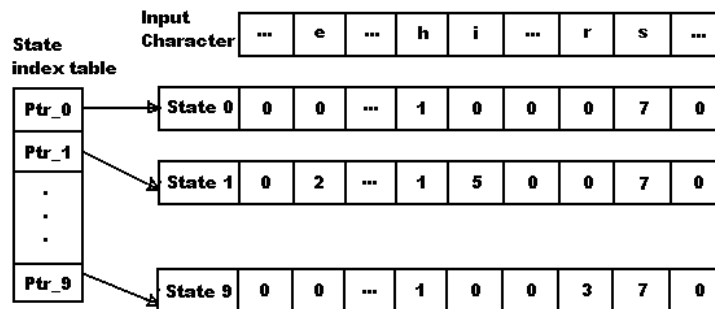 Input
Character ... e ... h i ... r s ...
State
index table
Ptr_0 State 0 0 0 ... 1 0 0 0 7 0
Ptr_1 State 1 0 2 ... 1 5 0 0 7 0
.
.
.
Ptr_9 State 9 0 0 ... 1 0 0 3 7 0